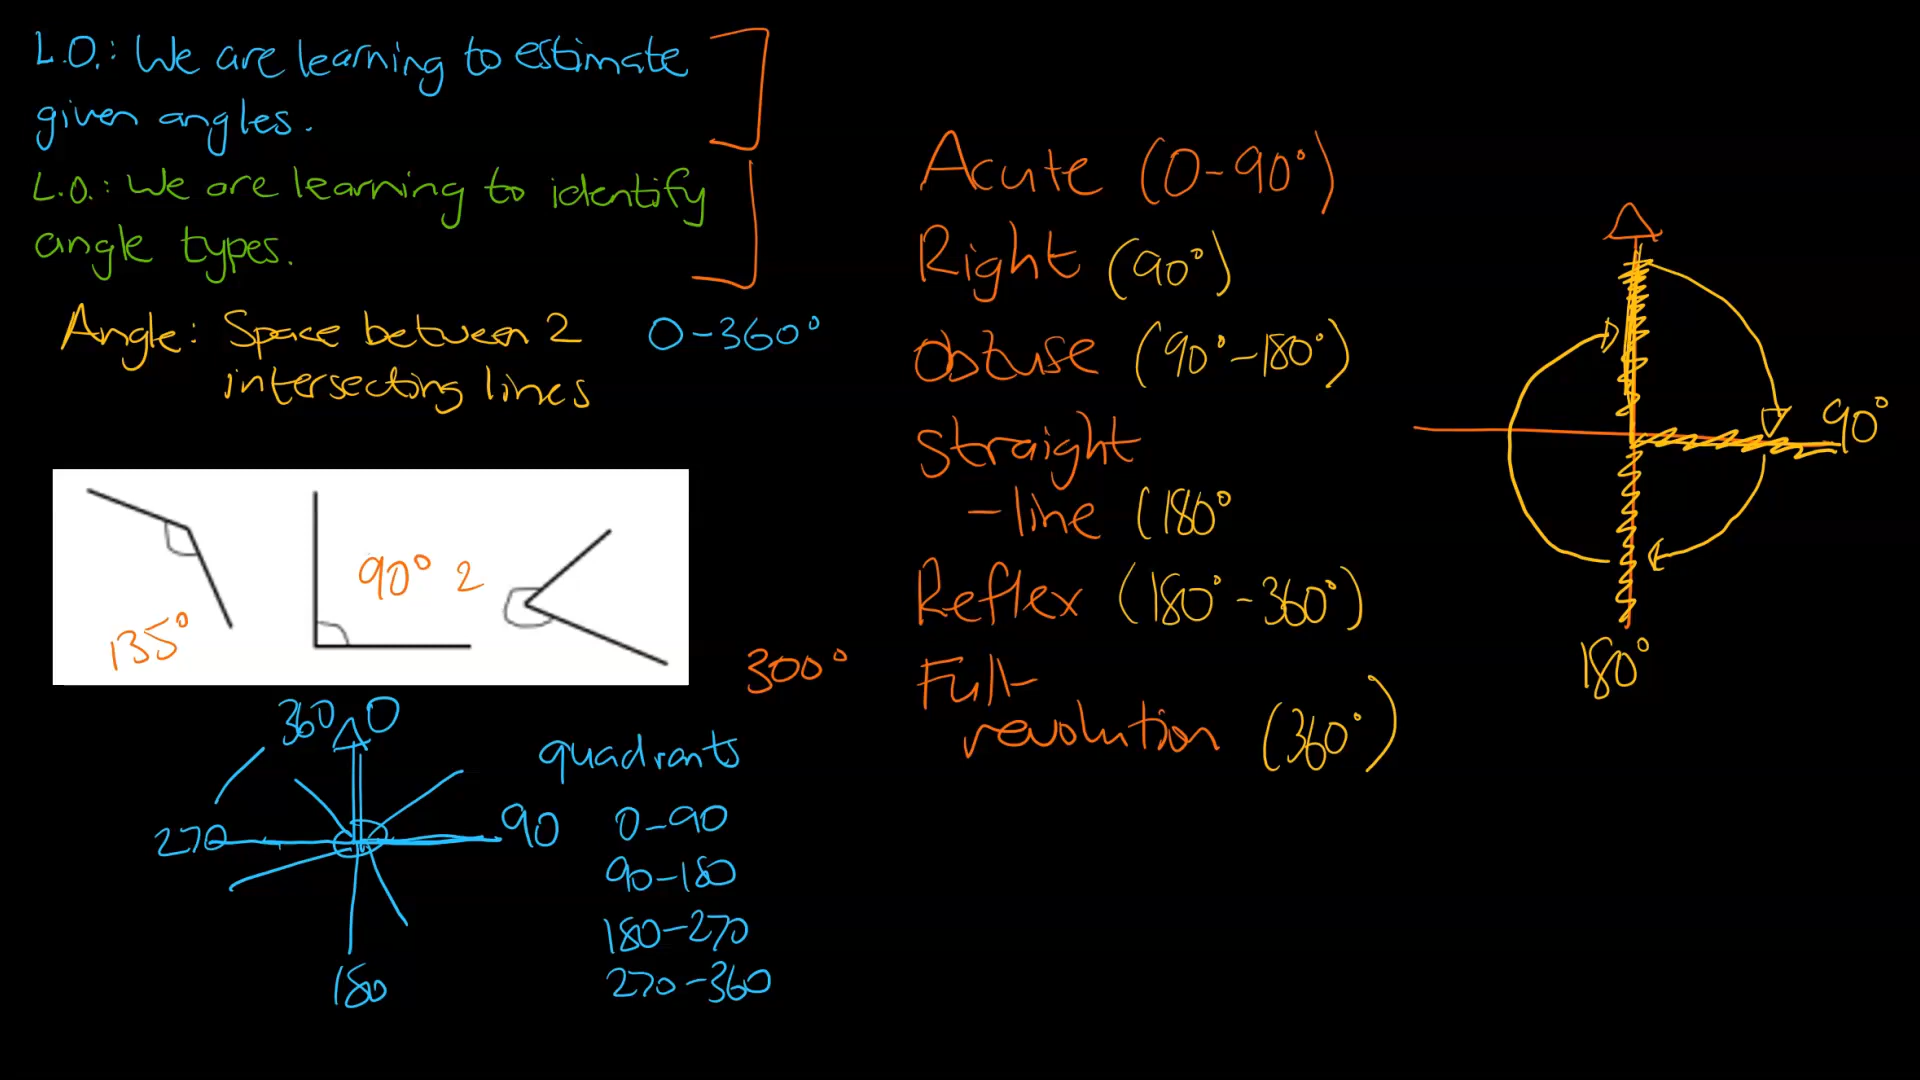 L.O.: We are learning to estimate
given angles.
L.O.: We are learning to identify
angle types.
Angle: Space between 2
intersecting lines
0-360°
135°
90° 2
300°
360 0
270
90
180
quadrants
0-90
90-180
180-270
270-360
Acute (0-90°)
Right (90°)
Obtuse (90°-180°)
Straight
-line (180°
Reflex (180°-360°)
Full-
revolution (360°)
90°
180°